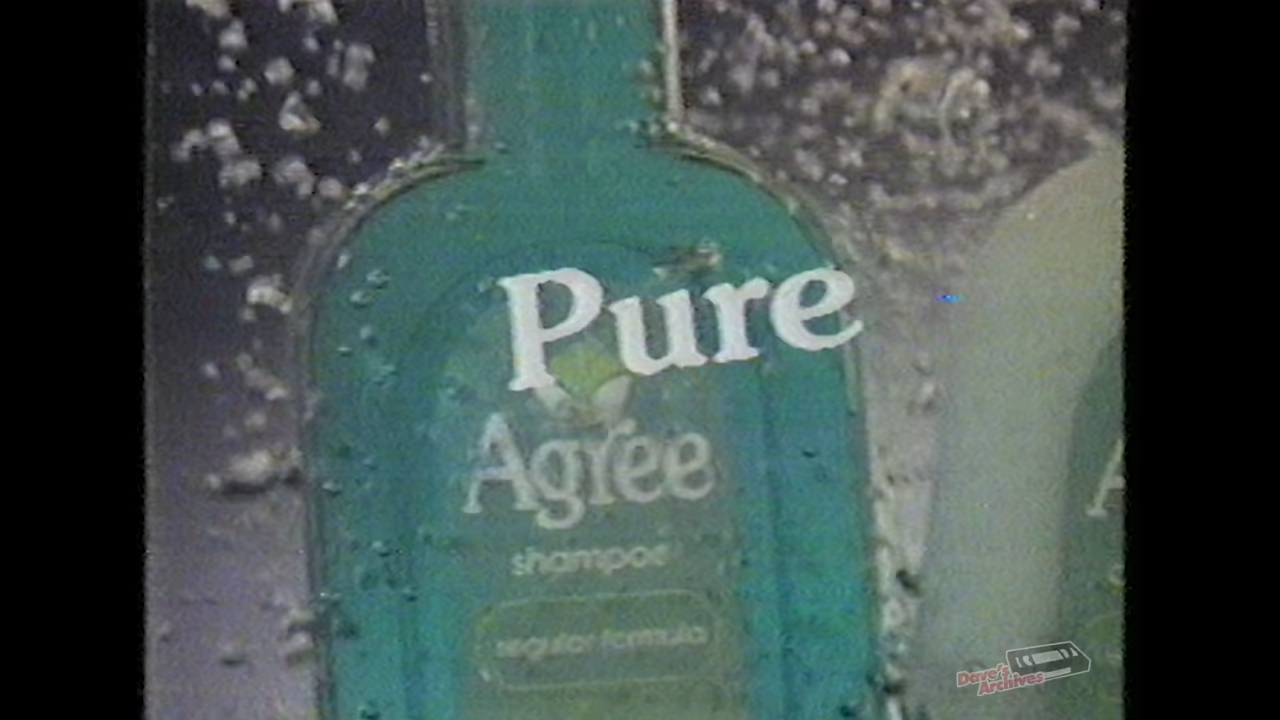 Pure
Agree
shampoo
regular formula
A
Dave's
Archives